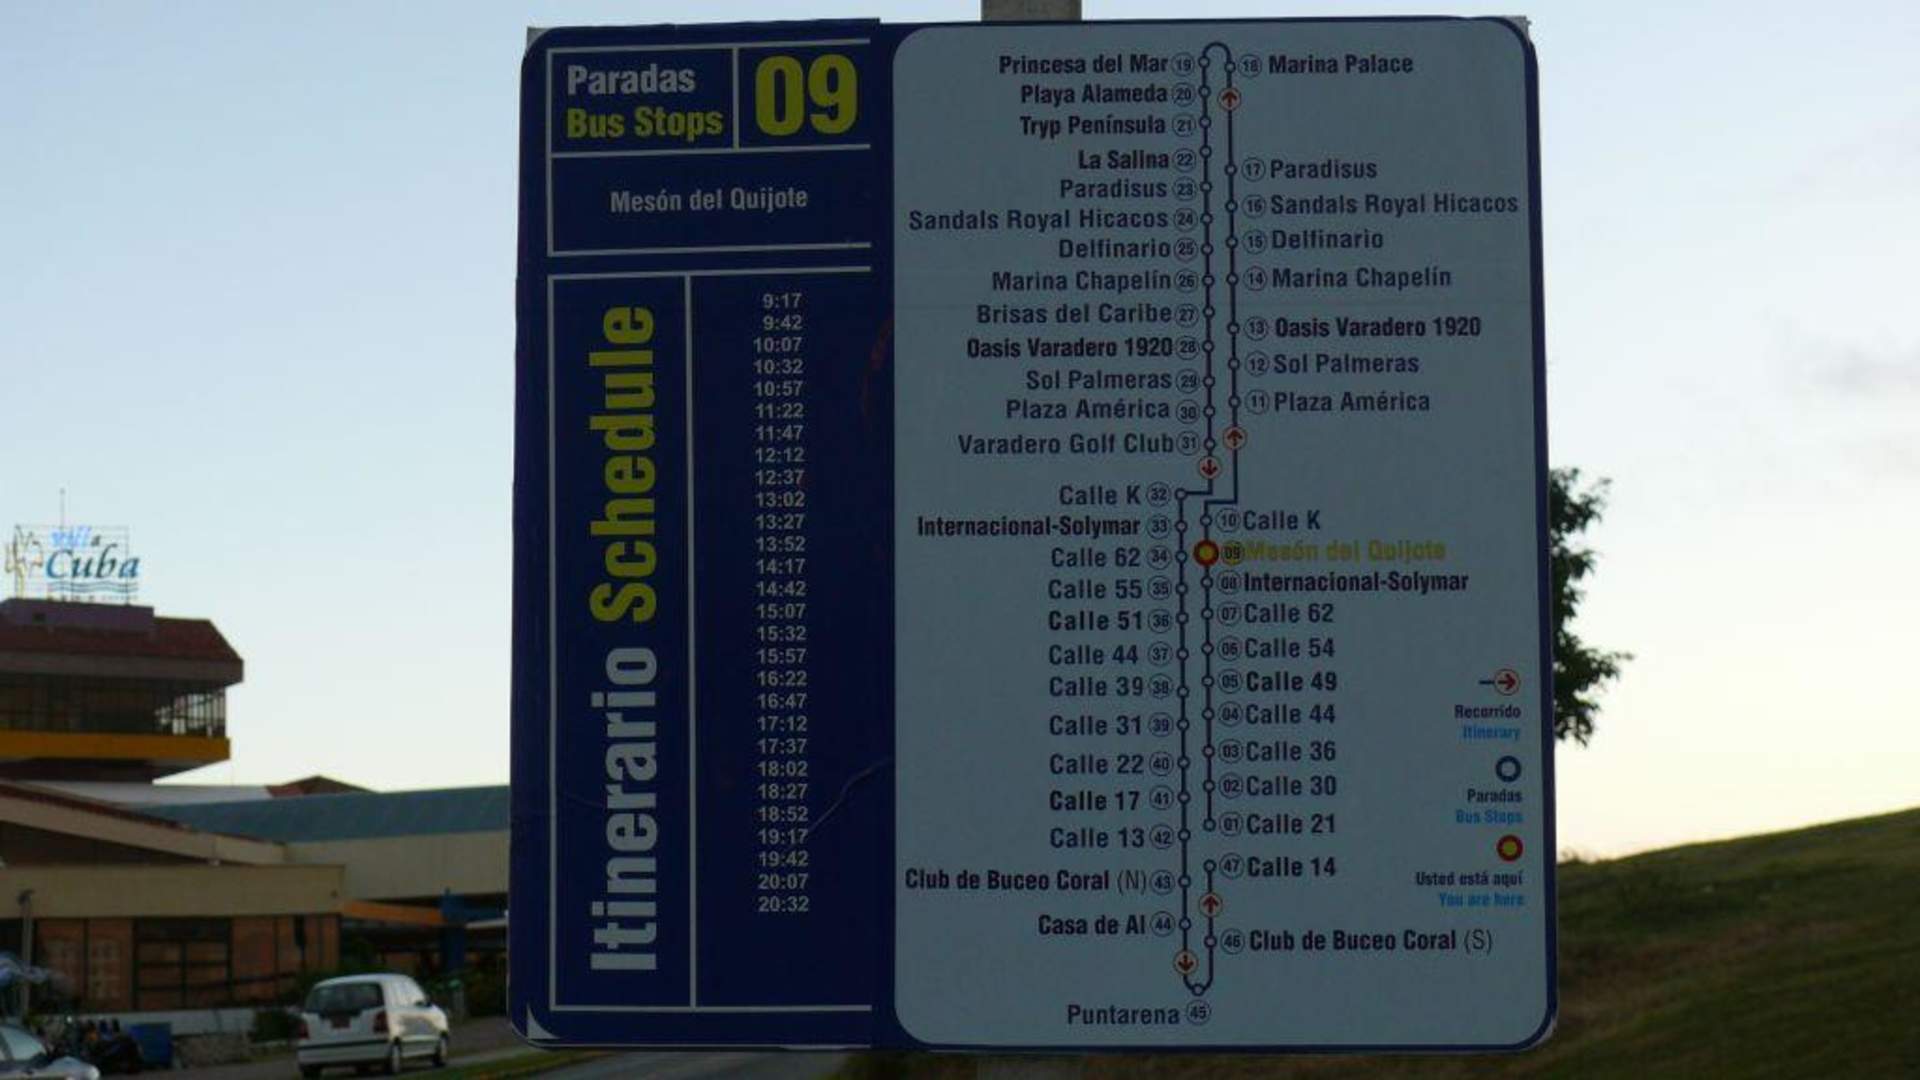 Paradas
Bus Stops
09
Mesón del Quijote
Itinerario Schedule
9:17
9:42
10:07
10:32
10:57
11:22
11:47
12:12
12:37
13:02
13:27
13:52
14:17
14:42
15:07
15:32
15:57
16:22
16:47
17:12
17:37
18:02
18:27
18:52
19:17
19:42
20:07
20:32
Princesa del Mar 19
Playa Alameda 20
Tryp Península 21
La Salina 22
Paradisus 23
Sandals Royal Hicacos 24
Delfinario 25
Marina Chapelín 26
Brisas del Caribe 27
Oasis Varadero 1920 28
Sol Palmeras 29
Plaza América 30
Varadero Golf Club 31
Calle K 32
Internacional-Solymar 33
Calle 62 34
Calle 55 35
Calle 51 36
Calle 44 37
Calle 39 38
Calle 31 39
Calle 22 40
Calle 17 41
Calle 13 42
Club de Buceo Coral (N) 43
Casa de Al 44
Puntarena 45
18 Marina Palace
17 Paradisus
16 Sandals Royal Hicacos
15 Delfinario
14 Marina Chapelín
13 Oasis Varadero 1920
12 Sol Palmeras
11 Plaza América
10 Calle K
09 Mesón del Quijote
08 Internacional-Solymar
07 Calle 62
06 Calle 54
05 Calle 49
04 Calle 44
03 Calle 36
02 Calle 30
01 Calle 21
47 Calle 14
46 Club de Buceo Coral (S)
Recorrido
Itinerary
Paradas
Bus Stops
Usted está aquí
You are here
Villa
Cuba